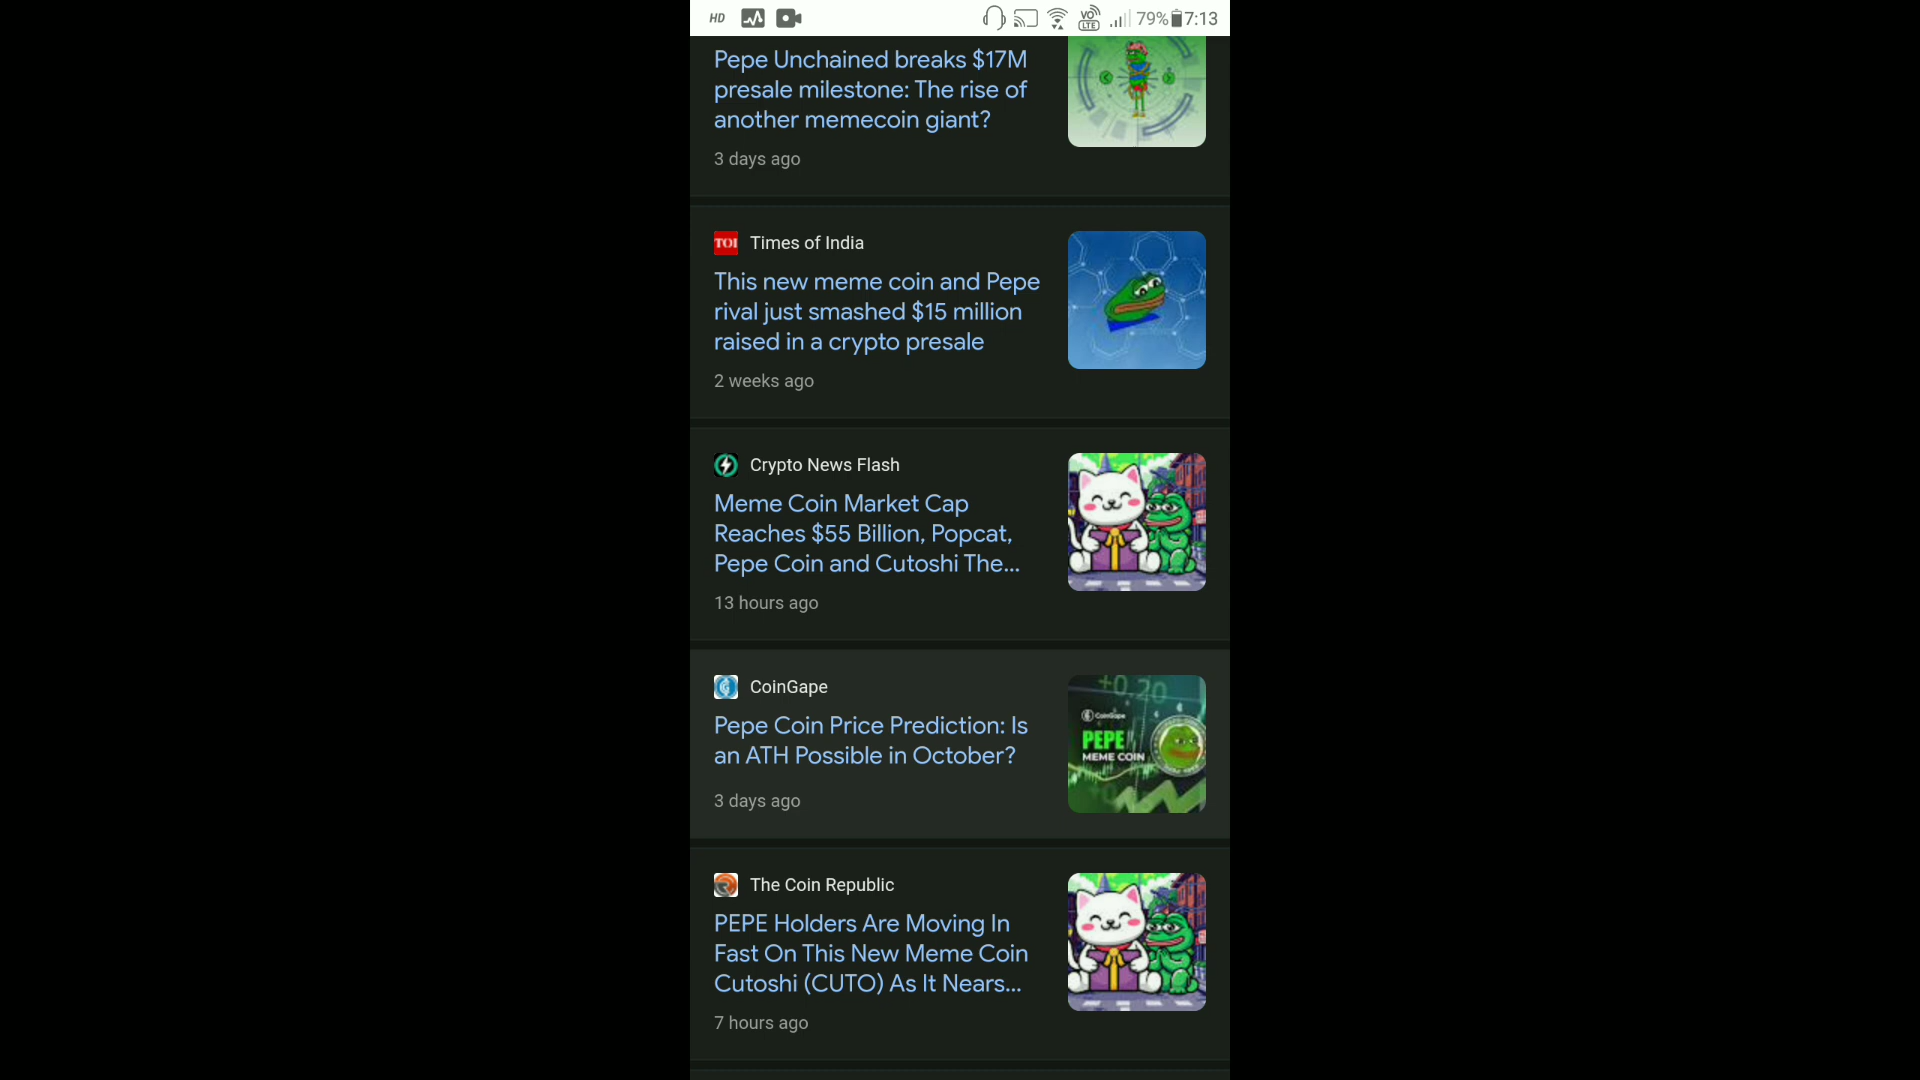 HD
VO
LTE
79%
7:13
Pepe Unchained breaks $17M
presale milestone: The rise of
another memecoin giant?
3 days ago
TOI
Times of India
This new meme coin and Pepe
rival just smashed $15 million
raised in a crypto presale
2 weeks ago
Crypto News Flash
Meme Coin Market Cap
Reaches $55 Billion, Popcat,
Pepe Coin and Cutoshi The...
13 hours ago
CoinGape
Pepe Coin Price Prediction: Is
an ATH Possible in October?
3 days ago
+0.20
CoinGape
PEPE
MEME COIN
The Coin Republic
PEPE Holders Are Moving In
Fast On This New Meme Coin
Cutoshi (CUTO) As It Nears...
7 hours ago